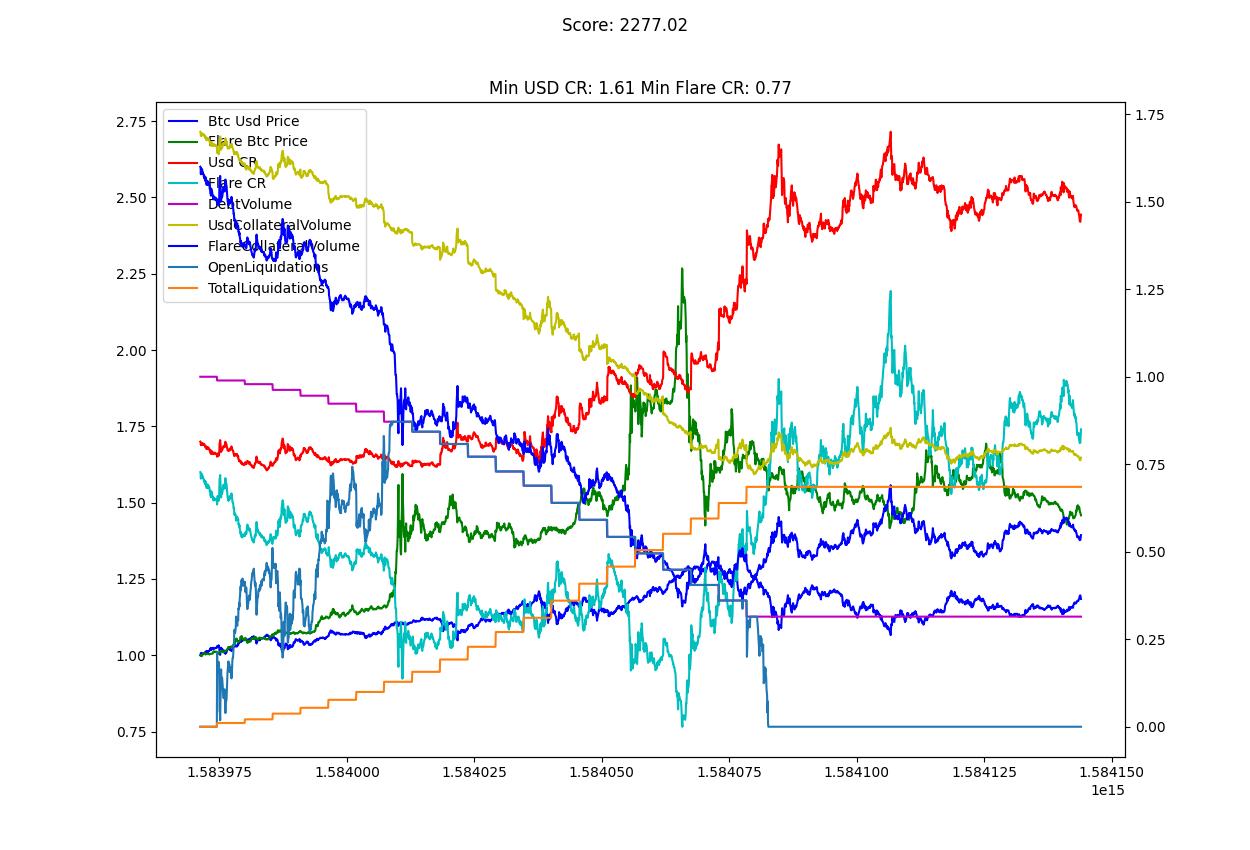 Score: 2277.02
Min USD CR: 1.61 Min Flare CR: 0.77
Btc Usd Price
Flare Btc Price
Usd CR
Flare CR
DebtVolume
UsdCollateralVolume
FlareCollateralVolume
OpenLiquidations
TotalLiquidations
2.75
2.50
2.25
2.00
1.75
1.50
1.25
1.00
0.75
1.75
1.50
1.25
1.00
0.75
0.50
0.25
0.00
1.583975
1.584000
1.584025
1.584050
1.584075
1.584100
1.584125
1.584150
1e15